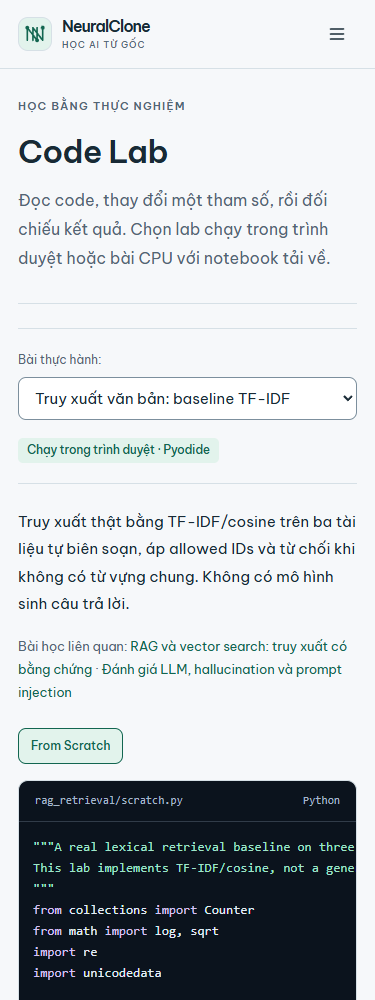 NeuralClone
HỌC AI TỪ GỐC
HỌC BẰNG THỰC NGHIỆM
Code Lab
Đọc code, thay đổi một tham số, rồi đối
chiếu kết quả. Chọn lab chạy trong trình
duyệt hoặc bài CPU với notebook tải về.
Bài thực hành:
Truy xuất văn bản: baseline TF-IDF
Chạy trong trình duyệt · Pyodide
Truy xuất thật bằng TF-IDF/cosine trên ba tài
liệu tự biên soạn, áp allowed IDs và từ chối khi
không có từ vựng chung. Không có mô hình
sinh câu trả lời.
Bài học liên quan: RAG và vector search: truy xuất có
bằng chứng · Đánh giá LLM, hallucination và prompt
injection
From Scratch
rag_retrieval/scratch.py Python
"""A real lexical retrieval baseline on three
This lab implements TF-IDF/cosine, not a gene
"""
from collections import Counter
from math import log, sqrt
import re
import unicodedata